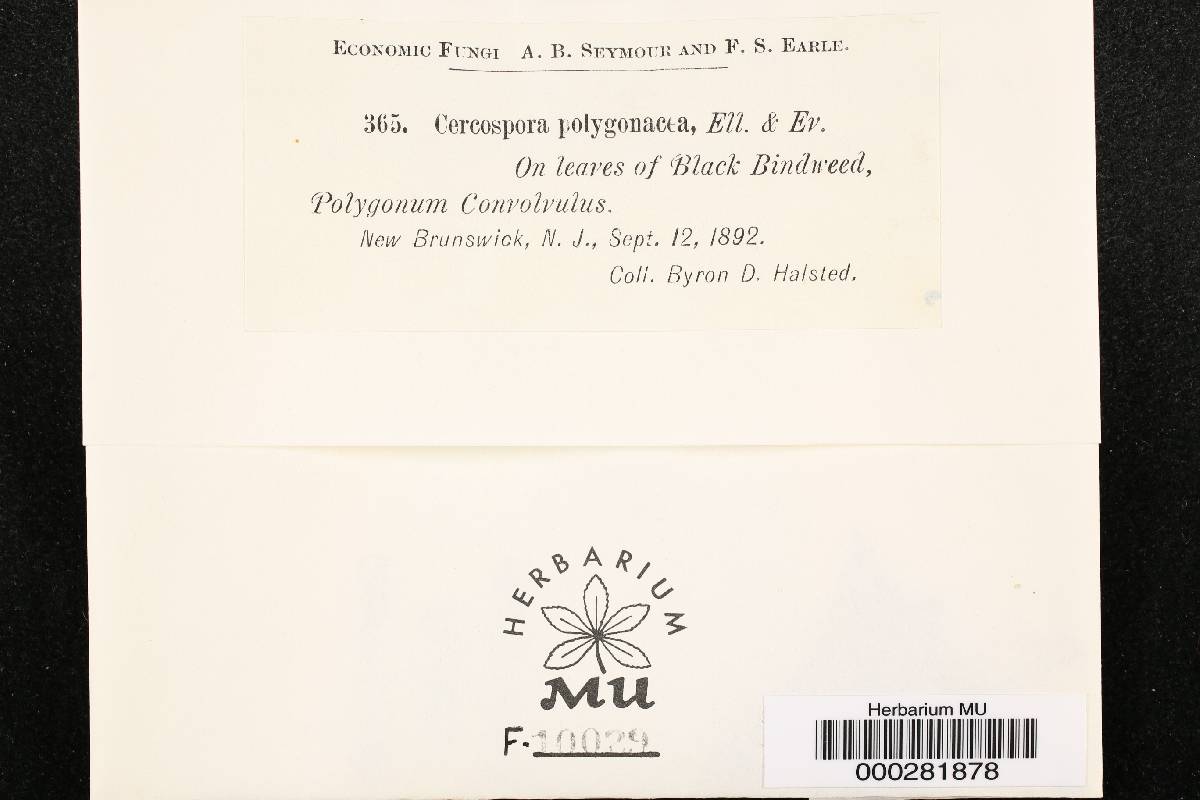 Economic Fungi A. B. Seymour and F. S. Earle.
365. Cercospora polygonacea, Ell. & Ev.
On leaves of Black Bindweed,
Polygonum Convolvulus.
New Brunswick, N. J., Sept. 12, 1892.
Coll. Byron D. Halsted.
HERBARIUM
MU
F.
Herbarium MU
000281878